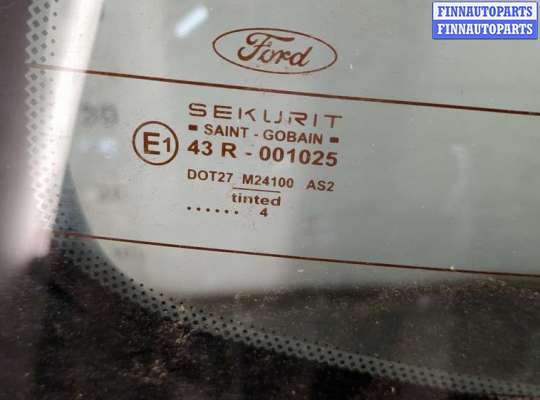 FINNAUTOPARTS
FINNAUTOPARTS
Ford
SEKURIT
SAINT - GOBAIN
E1 43 R - 001025
DOT27 M24100 AS2
tinted
...... .. 4